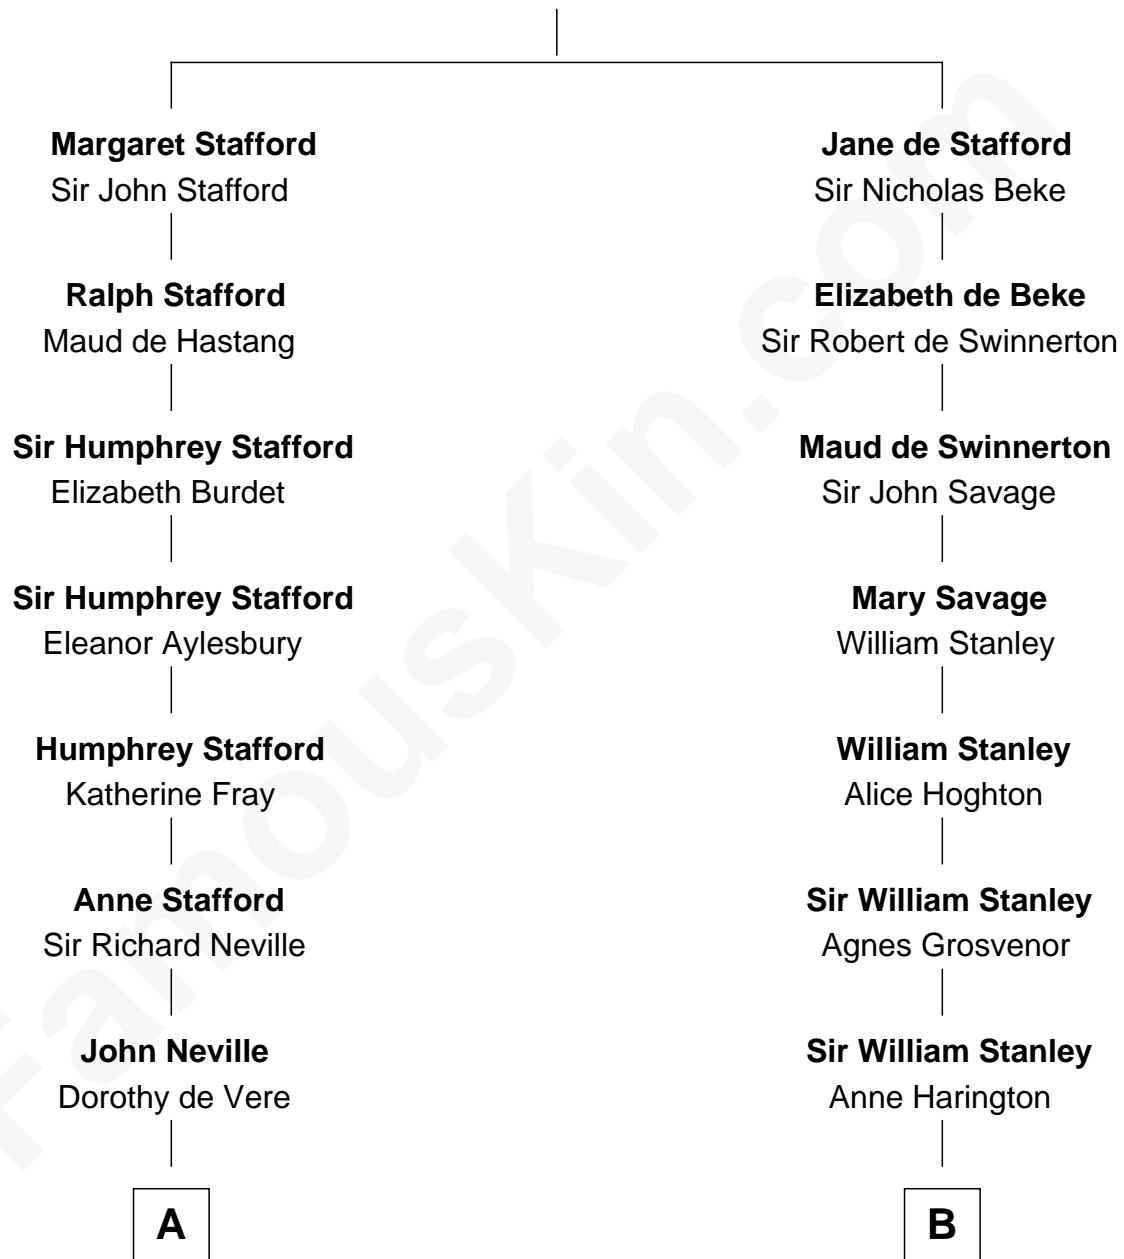 Margaret Stafford
Sir John Stafford
Jane de Stafford
Sir Nicholas Beke
Ralph Stafford
Maud de Hastang
Elizabeth de Beke
Sir Robert de Swinnerton
Sir Humphrey Stafford
Elizabeth Burdet
Maud de Swinnerton
Sir John Savage
Sir Humphrey Stafford
Eleanor Aylesbury
Mary Savage
William Stanley
Humphrey Stafford
Katherine Fray
William Stanley
Alice Hoghton
Anne Stafford
Sir Richard Neville
Sir William Stanley
Agnes Grosvenor
John Neville
Dorothy de Vere
Sir William Stanley
Anne Harington
A
B
FamousKin.com